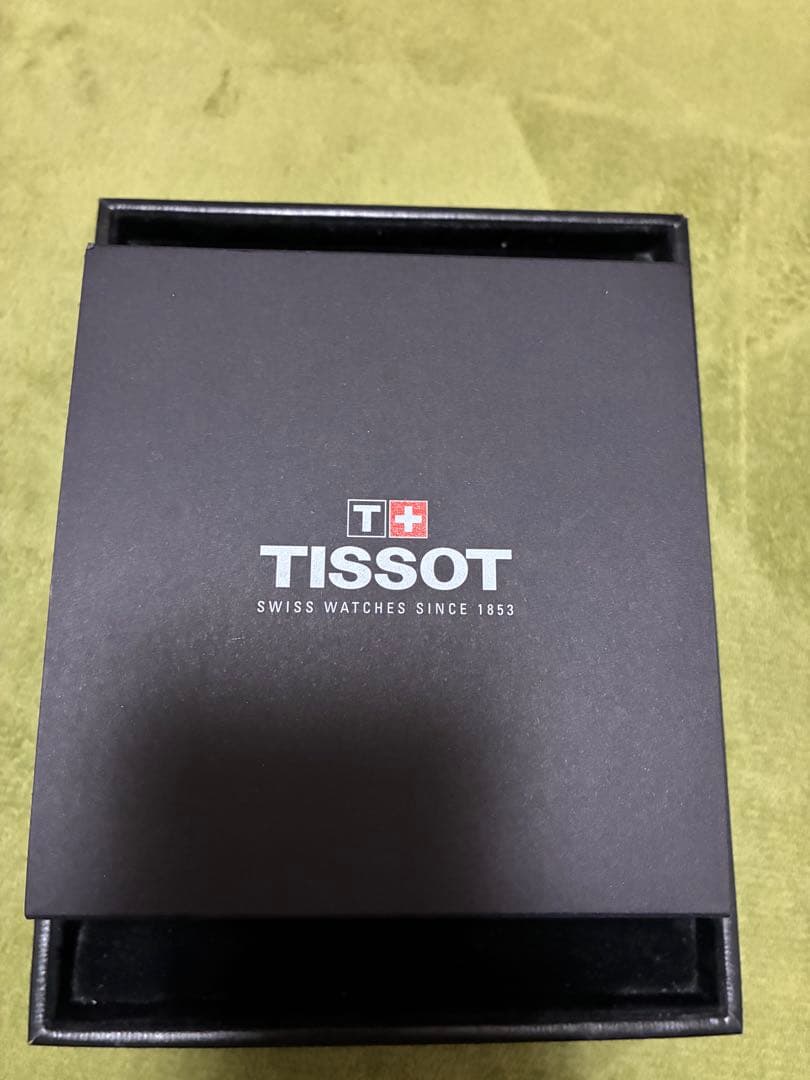 T+
TISSOT
SWISS WATCHES SINCE 1853